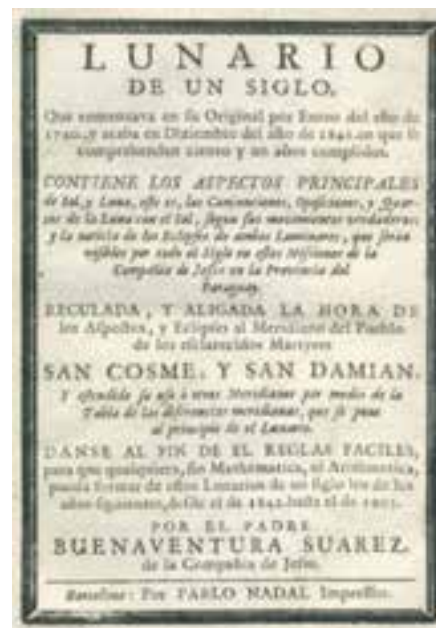 LUNARIO
DE UN SIGLO,
Que comenzava en su Original por Enero del año de
1740., y acaba en Diziembre del año de 1841. en que se
comprehenden ciento y un años cumplidos.
CONTIENE LOS ASPECTOS PRINCIPALES
de Sol, y Luna, esto es, las Conjunciones, Oposiciones, y Quar-
tos de la Luna con el Sol, segun sus movimientos verdaderos:
y la noticia de los Eclypses de ambos Luminares, que seran
visibles por todo el Siglo en estas Missiones de la
Compañia de Jesus en la Provincia del
Paraguay.
REGULADA, Y ALIGADA LA HORA DE
los Aspectos, y Eclypses al Meridiano del Pueblo
de los esclarecidos Martyres
SAN COSME, Y SAN DAMIAN.
Y estendido su uso à otros Meridianos por medio de la
Tabla de las diferencias meridianas, que se pone
al principio de el Lunario.
DANSE AL FIN DE EL REGLAS FACILES,
para que qualquiera, sin Mathematica, ni Arithmetica,
pueda formar de estos Lunarios de un siglo los de los
años siguientes, desde el de 1842. hasta el de 1903.
POR EL PADRE
BUENAVENTURA SUAREZ,
de la Compañia de Jesus.
Barcelona: Por PABLO NADAL Impressor.